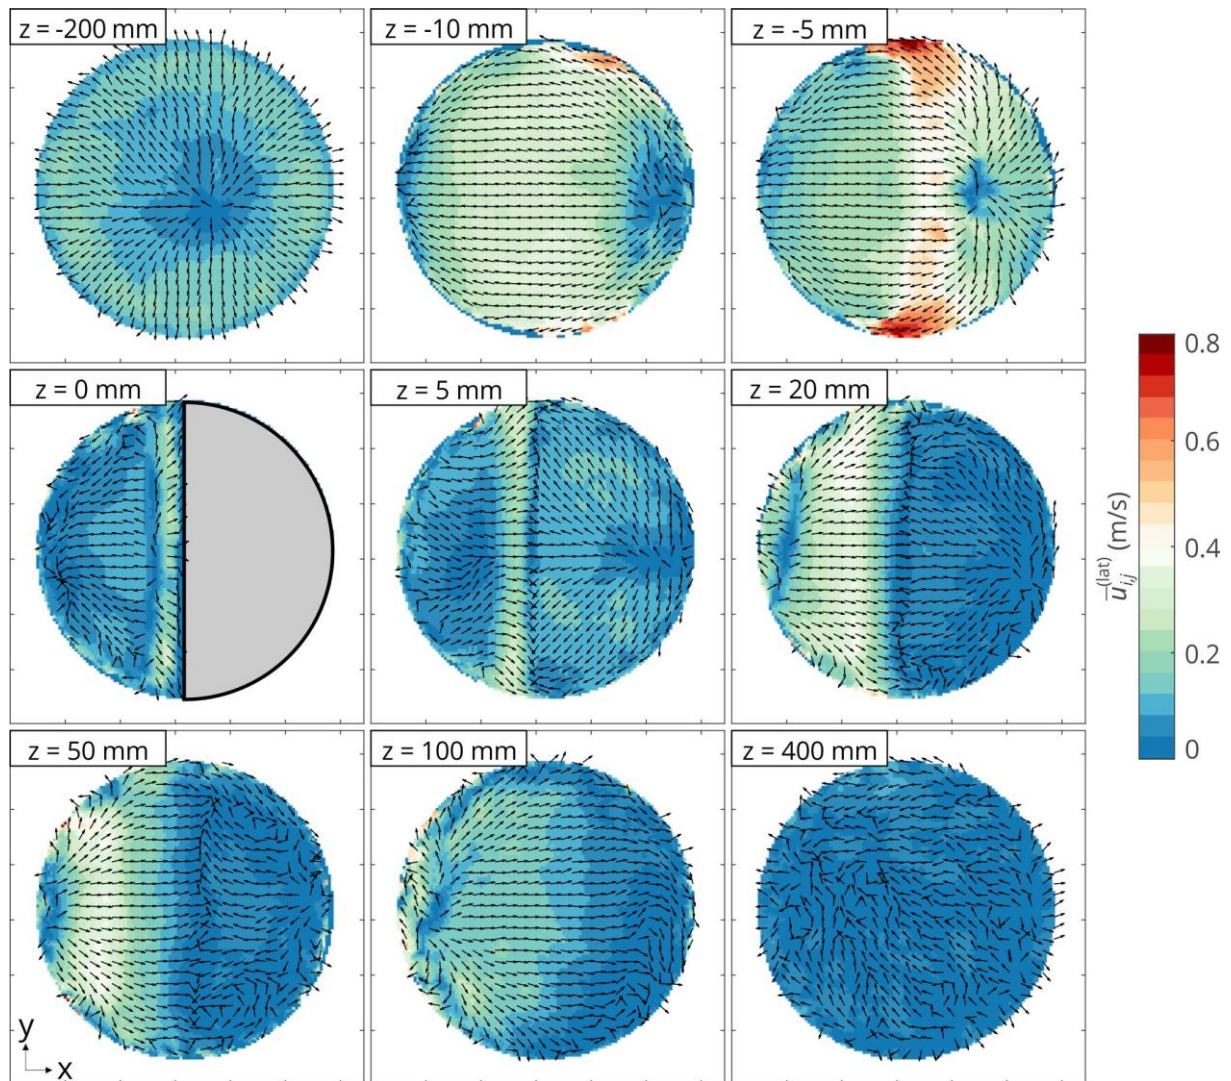 z = -200 mm
z = -10 mm
z = -5 mm
z = 0 mm
z = 5 mm
z = 20 mm
z = 50 mm
z = 100 mm
z = 400 mm
0.8
0.6
0.4
0.2
0
u̅i,j(lat) (m/s)
y
x